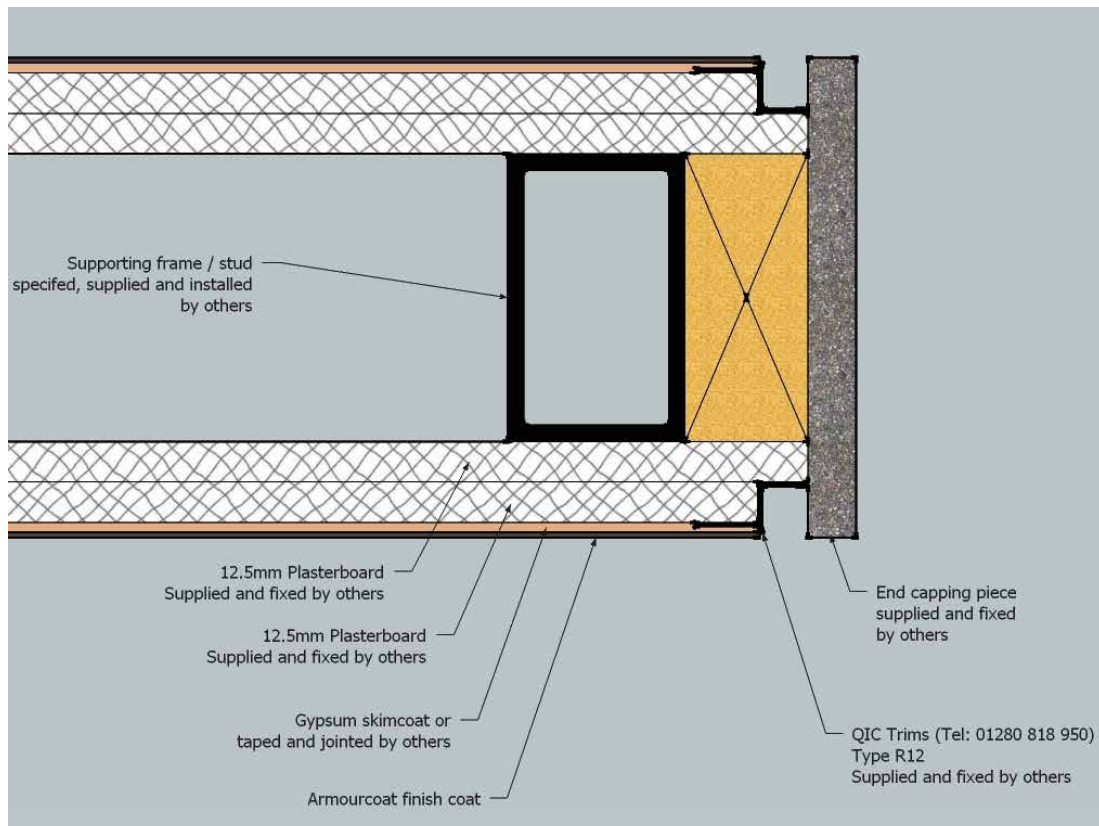 Supporting frame / stud
specifed, supplied and installed
by others
12.5mm Plasterboard
Supplied and fixed by others
12.5mm Plasterboard
Supplied and fixed by others
Gypsum skimcoat or
taped and jointed by others
Armourcoat finish coat
End capping piece
supplied and fixed
by others
QIC Trims (Tel: 01280 818 950)
Type R12
Supplied and fixed by others